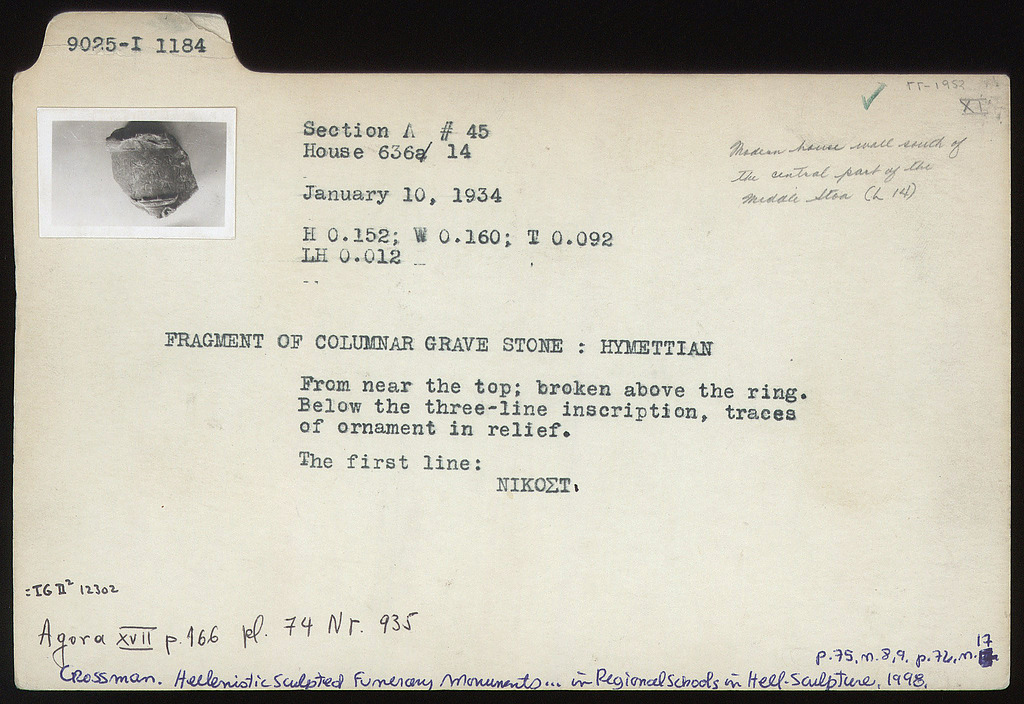 9025-I 1184
ΓΓ-1952
XI
Section Λ # 45
House 636a/ 14
January 10, 1934
H 0.152; W 0.160; T 0.092
LH 0.012
Modern house wall south of
the central part of the
Middle Stoa (L 14)
FRAGMENT OF COLUMNAR GRAVE STONE : HYMETTIAN
From near the top; broken above the ring.
Below the three-line inscription, traces
of ornament in relief.
The first line:
ΝΙΚΟΣΤ.
=IG II² 12302
Agora XVII p.166 pl. 74 Nr. 935
p.75, n.8,9, p.76, n. 17
Grossman. Hellenistic Sculpted Funerary Monuments... in Regional Schools in Hell. Sculpture, 1998.